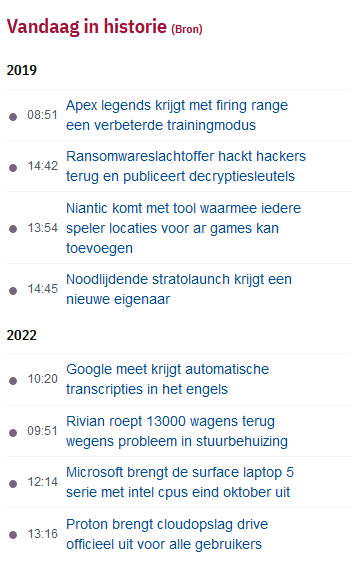 Vandaag in historie (Bron)
2019
08:51 Apex legends krijgt met firing range
een verbeterde trainingmodus
14:42 Ransomwareslachtoffer hackt hackers
terug en publiceert decryptiesleutels
Niantic komt met tool waarmee iedere
13:54 speler locaties voor ar games kan
toevoegen
14:45 Noodlijdende stratolaunch krijgt een
nieuwe eigenaar
2022
10:20 Google meet krijgt automatische
transcripties in het engels
09:51 Rivian roept 13000 wagens terug
wegens probleem in stuurbehuizing
12:14 Microsoft brengt de surface laptop 5
serie met intel cpus eind oktober uit
13:16 Proton brengt cloudopslag drive
officieel uit voor alle gebruikers